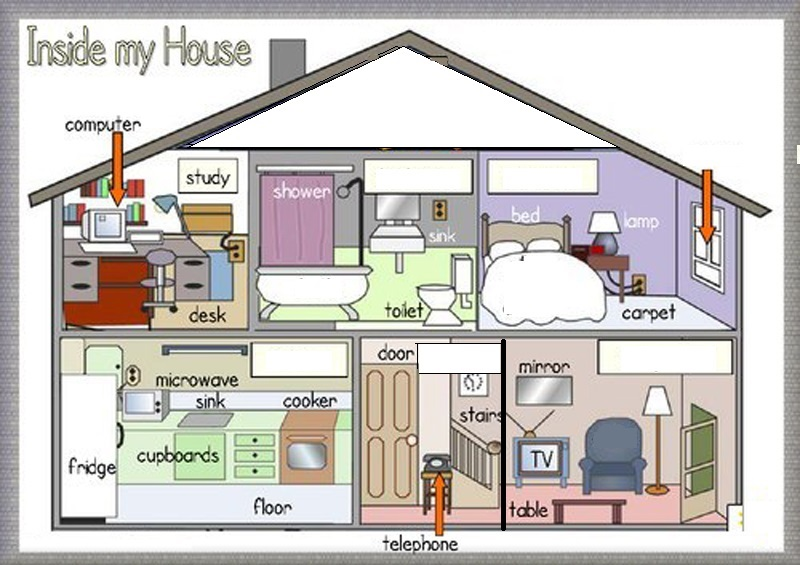 Inside my House
computer
study
shower
sink
bed
lamp
desk
toilet
carpet
door
microwave
mirror
sink
cooker
stairs
cupboards
TV
fridge
floor
table
telephone